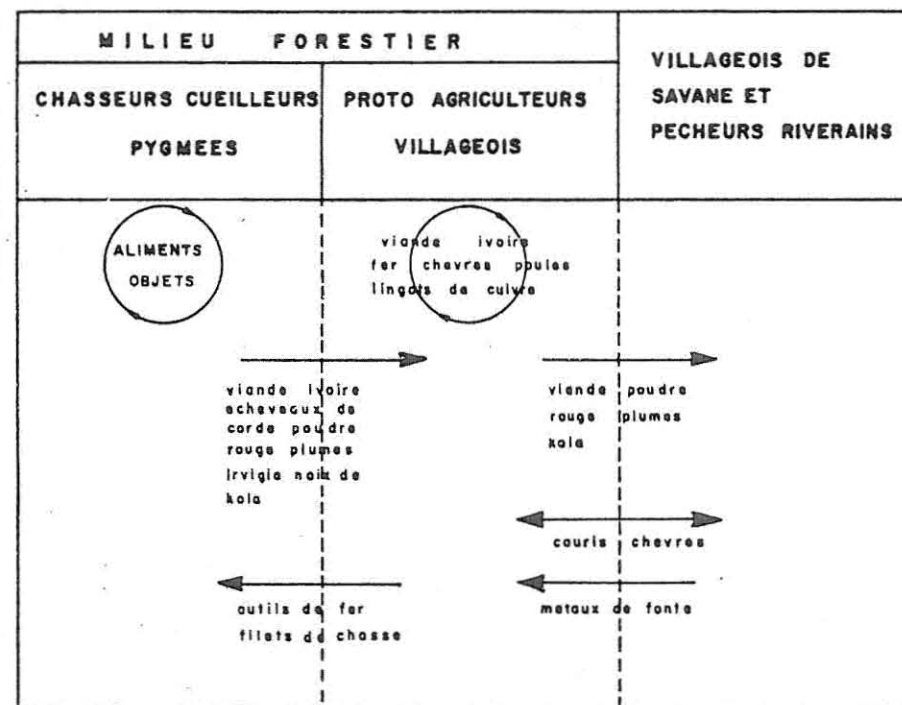 MILIEU FORESTIER
CHASSEURS CUEILLEURS
PYGMEES
PROTO AGRICULTEURS
VILLAGEOIS
VILLAGEOIS DE
SAVANE ET
PECHEURS RIVERAINS
ALIMENTS
OBJETS
viande ivoire
fer chevres poules
lingots de cuivre
viande ivoire
echeveaux de
corde poudre
rouge plumes
irvigia noix de
kola
viande poudre
rouge plumes
kola
couris chevres
outils de fer
filets de chasse
metaux de fonte